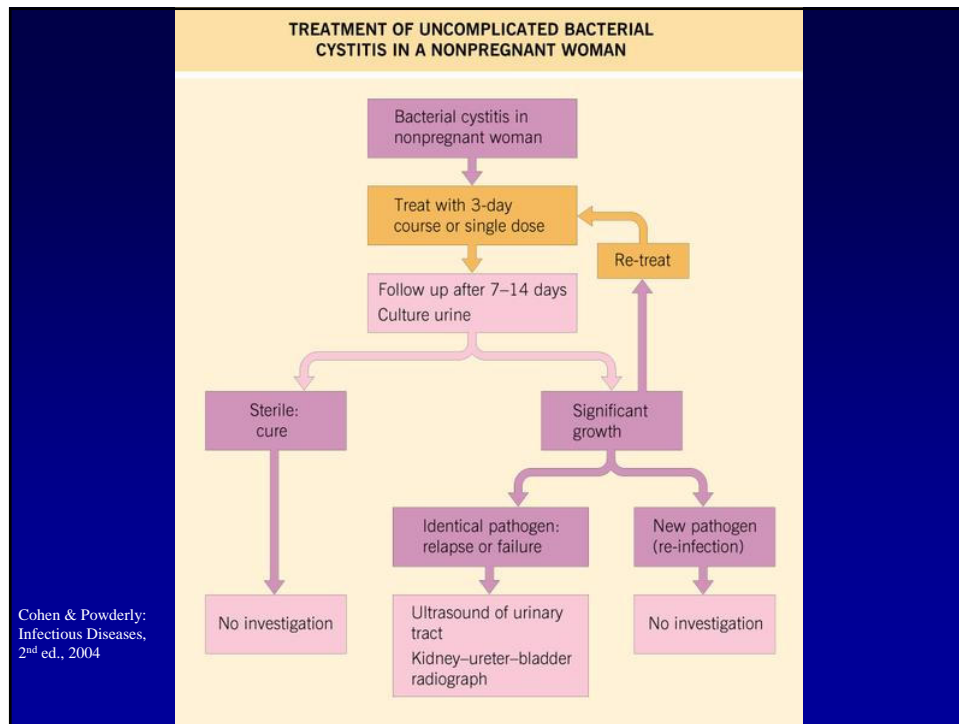 TREATMENT OF UNCOMPLICATED BACTERIAL
CYSTITIS IN A NONPREGNANT WOMAN
Bacterial cystitis in
nonpregnant woman
Treat with 3-day
course or single dose
Re-treat
Follow up after 7–14 days
Culture urine
Sterile:
cure
Significant
growth
Identical pathogen:
relapse or failure
New pathogen
(re-infection)
No investigation
Ultrasound of urinary
tract
Kidney–ureter–bladder
radiograph
No investigation
Cohen & Powderly:
Infectious Diseases,
2nd ed., 2004